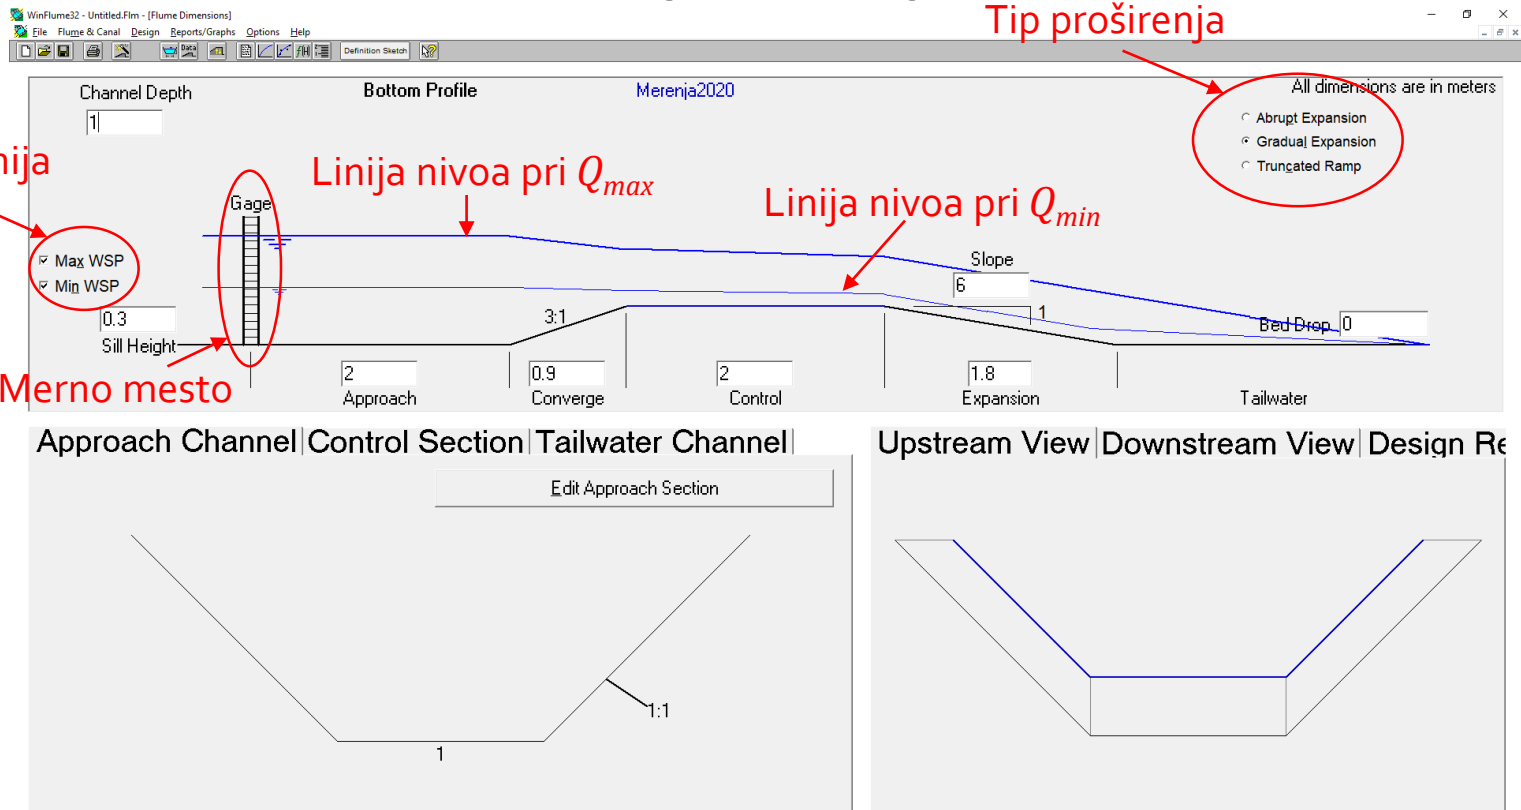 Tip proširenja
WinFlume32 - Untitled.Flm - [Flume Dimensions]
File Flume & Canal Design Reports/Graphs Options Help
Data
Definition Sketch
Channel Depth
1
Bottom Profile
Merenja2020
All dimensions are in meters
Abrupt Expansion
Gradual Expansion
Truncated Ramp
Linija nivoa pri Qmax
Linija nivoa pri Qmin
Gage
Max WSP
Min WSP
Slope
6
1
0.3
Sill Height
3:1
Bed Drop
0
Merno mesto
2
Approach
0.9
Converge
2
Control
1.8
Expansion
Tailwater
Approach Channel Control Section Tailwater Channel
Upstream View Downstream View Design
Edit Approach Section
1:1
1